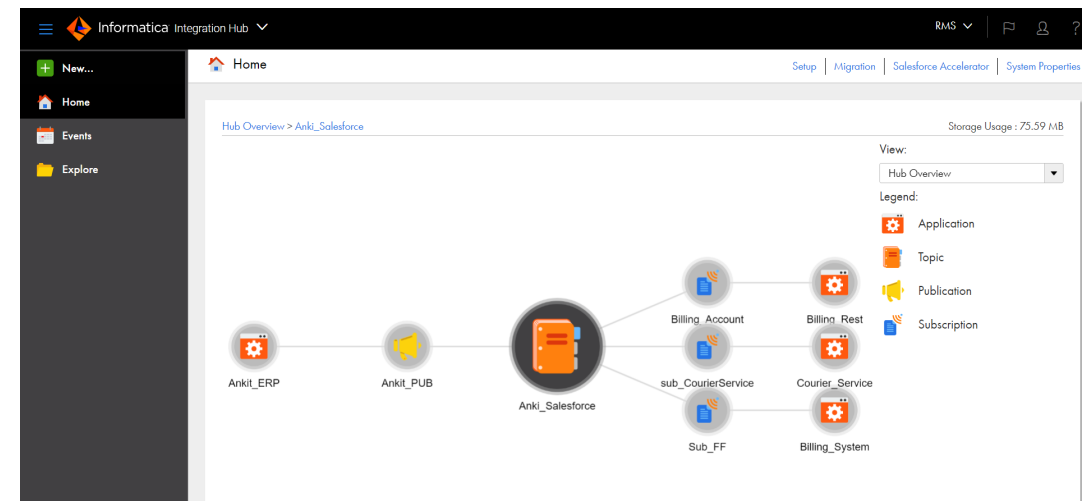 Informatica Integration Hub
RMS
?
New...
Home
Events
Explore
Home
Setup
Migration
Salesforce Accelerator
System Properties
Hub Overview > Anki_Salesforce
Storage Usage : 75.59 MB
View:
Hub Overview
Legend:
Application
Topic
Publication
Subscription
Ankit_ERP
Ankit_PUB
Anki_Salesforce
Billing_Account
Billing_Rest
sub_CourierService
Courier_Service
Sub_FF
Billing_System